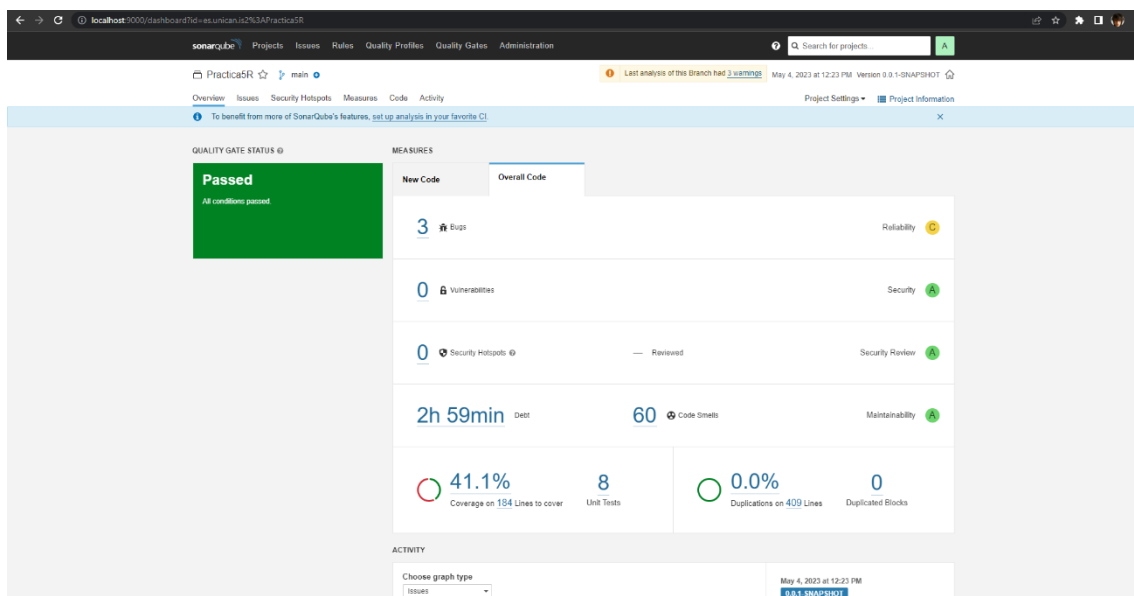 localhost:9000/dashboard?id=es.unican.is2%3APractica5R
sonarqube Projects Issues Rules Quality Profiles Quality Gates Administration Search for projects... A
Practica5R main Last analysis of this Branch had 3 warnings May 4, 2023 at 12:23 PM Version 0.0.1-SNAPSHOT
Overview Issues Security Hotspots Measures Code Activity Project Settings Project Information
To benefit from more of SonarQube's features, set up analysis in your favorite CI.
QUALITY GATE STATUS MEASURES
Passed
All conditions passed.
New Code Overall Code
3 Bugs Reliability C
0 Vulnerabilities Security A
0 Security Hotspots — Reviewed Security Review A
2h 59min Debt 60 Code Smells Maintainability A
41.1% 8 0.0% 0
Coverage on 184 Lines to cover Unit Tests Duplications on 409 Lines Duplicated Blocks
ACTIVITY
Choose graph type
Issues
May 4, 2023 at 12:23 PM
0.0.1-SNAPSHOT